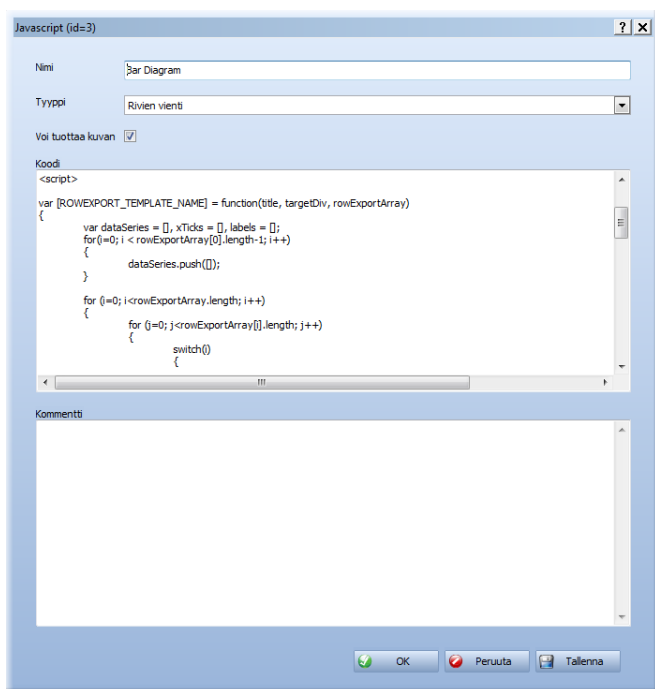 Javascript (id=3)
Nimi
Bar Diagram
Tyyppi
Rivien vienti
Voi tuottaa kuvan
Koodi
<script>
var [ROWEXPORT_TEMPLATE_NAME] = function(title, targetDiv, rowExportArray)
{
var dataSeries = [], xTicks = [], labels = [];
for(i=0; i < rowExportArray[0].length-1; i++)
{
dataSeries.push([]);
}
for (i=0; i<rowExportArray.length; i++)
{
for (j=0; j<rowExportArray[i].length; j++)
{
switch(i)
{
Kommentti
OK
Peruuta
Tallenna